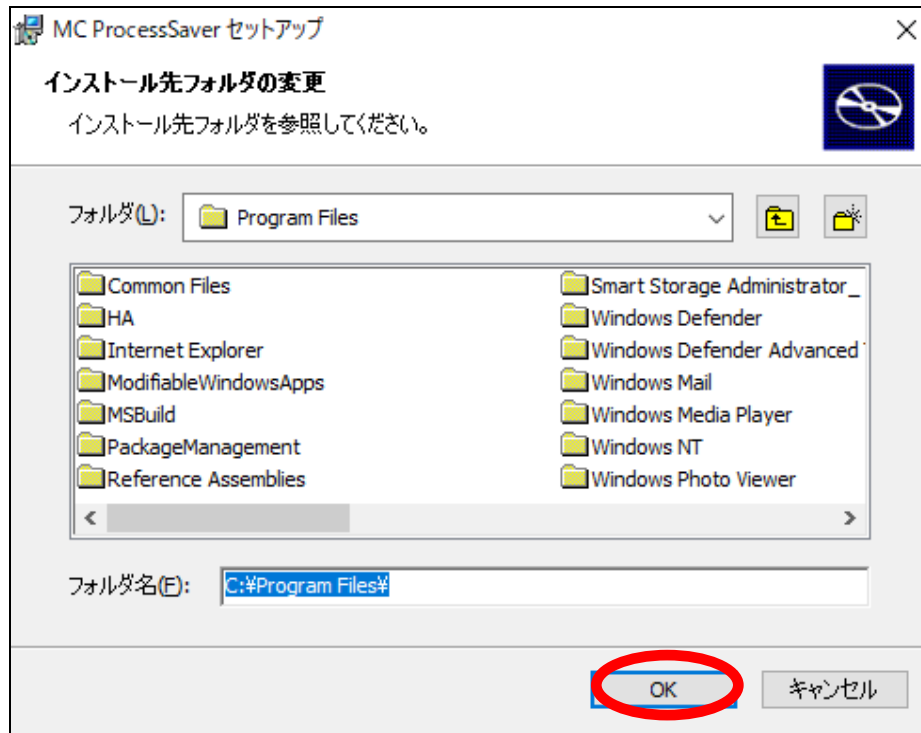 MC ProcessSaver セットアップ
インストール先フォルダの変更
インストール先フォルダを参照してください。
フォルダ(L): Program Files
Common Files
HA
Internet Explorer
ModifiableWindowsApps
MSBuild
PackageManagement
Reference Assemblies
Smart Storage Administrator_
Windows Defender
Windows Defender Advanced
Windows Mail
Windows Media Player
Windows NT
Windows Photo Viewer
フォルダ名(F): C:¥Program Files¥
OK キャンセル